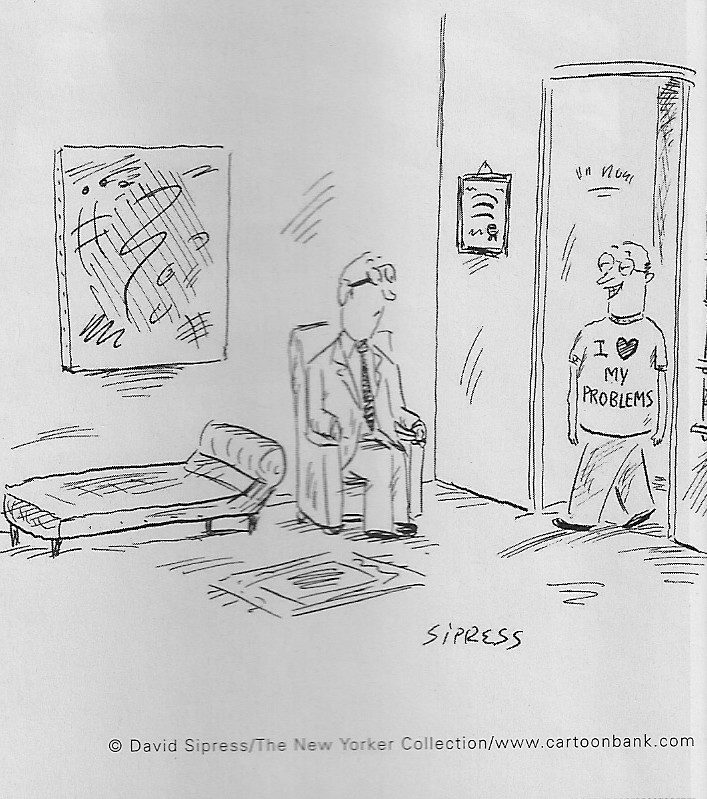 I ♥ MY
PROBLEMS
SIPRESS
© David Sipress/The New Yorker Collection/www.cartoonbank.com